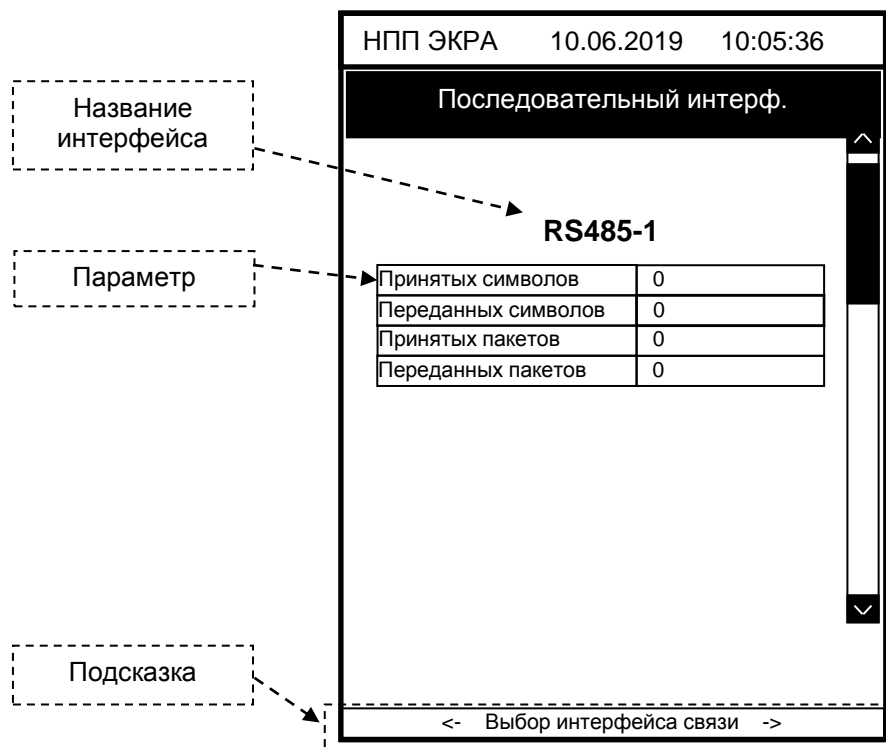 НПП ЭКРА 10.06.2019 10:05:36
Последовательный интерф.
Название
интерфейса
RS485-1
Параметр
Принятых символов 0
Переданных символов 0
Принятых пакетов 0
Переданных пакетов 0
Подсказка
<- Выбор интерфейса связи ->